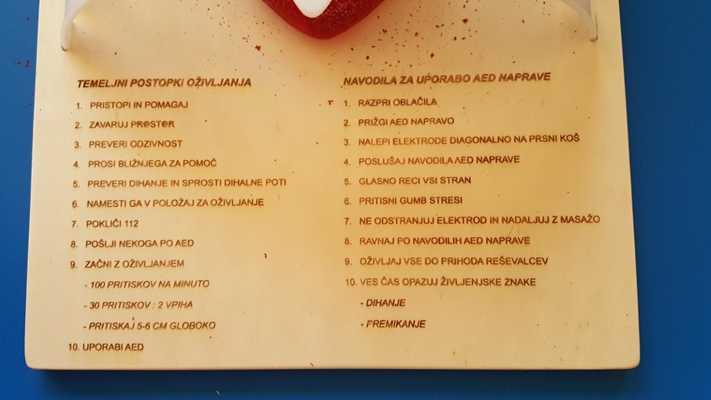 TEMELJNI POSTOPKI OŽIVLJANJA
1. PRISTOPI IN POMAGAJ
2. ZAVARUJ PROSTOR
3. PREVERI ODZIVNOST
4. PROSI BLIŽNJEGA ZA POMOČ
5. PREVERI DIHANJE IN SPROSTI DIHALNE POTI
6. NAMESTI GA V POLOŽAJ ZA OŽIVLJANJE
7. POKLIČI 112
8. POŠLJI NEKOGA PO AED
9. ZAČNI Z OŽIVLJANJEM
- 100 PRITISKOV NA MINUTO
- 30 PRITISKOV : 2 VPIHA
- PRITISKAJ 5-6 CM GLOBOKO
10. UPORABI AED
NAVODILA ZA UPORABO AED NAPRAVE
1. RAZPRI OBLAČILA
2. PRIŽGI AED NAPRAVO
3. NALEPI ELEKTRODE DIAGONALNO NA PRSNI KOŠ
4. POSLUŠAJ NAVODILA AED NAPRAVE
5. GLASNO RECI VSI STRAN
6. PRITISNI GUMB STRESI
7. NE ODSTRANJUJ ELEKTROD IN NADALJUJ Z MASAŽO
8. RAVNAJ PO NAVODILIH AED NAPRAVE
9. OŽIVLJAJ VSE DO PRIHODA REŠEVALCEV
10. VES ČAS OPAZUJ ŽIVLJENJSKE ZNAKE
- DIHANJE
- PREMIKANJE